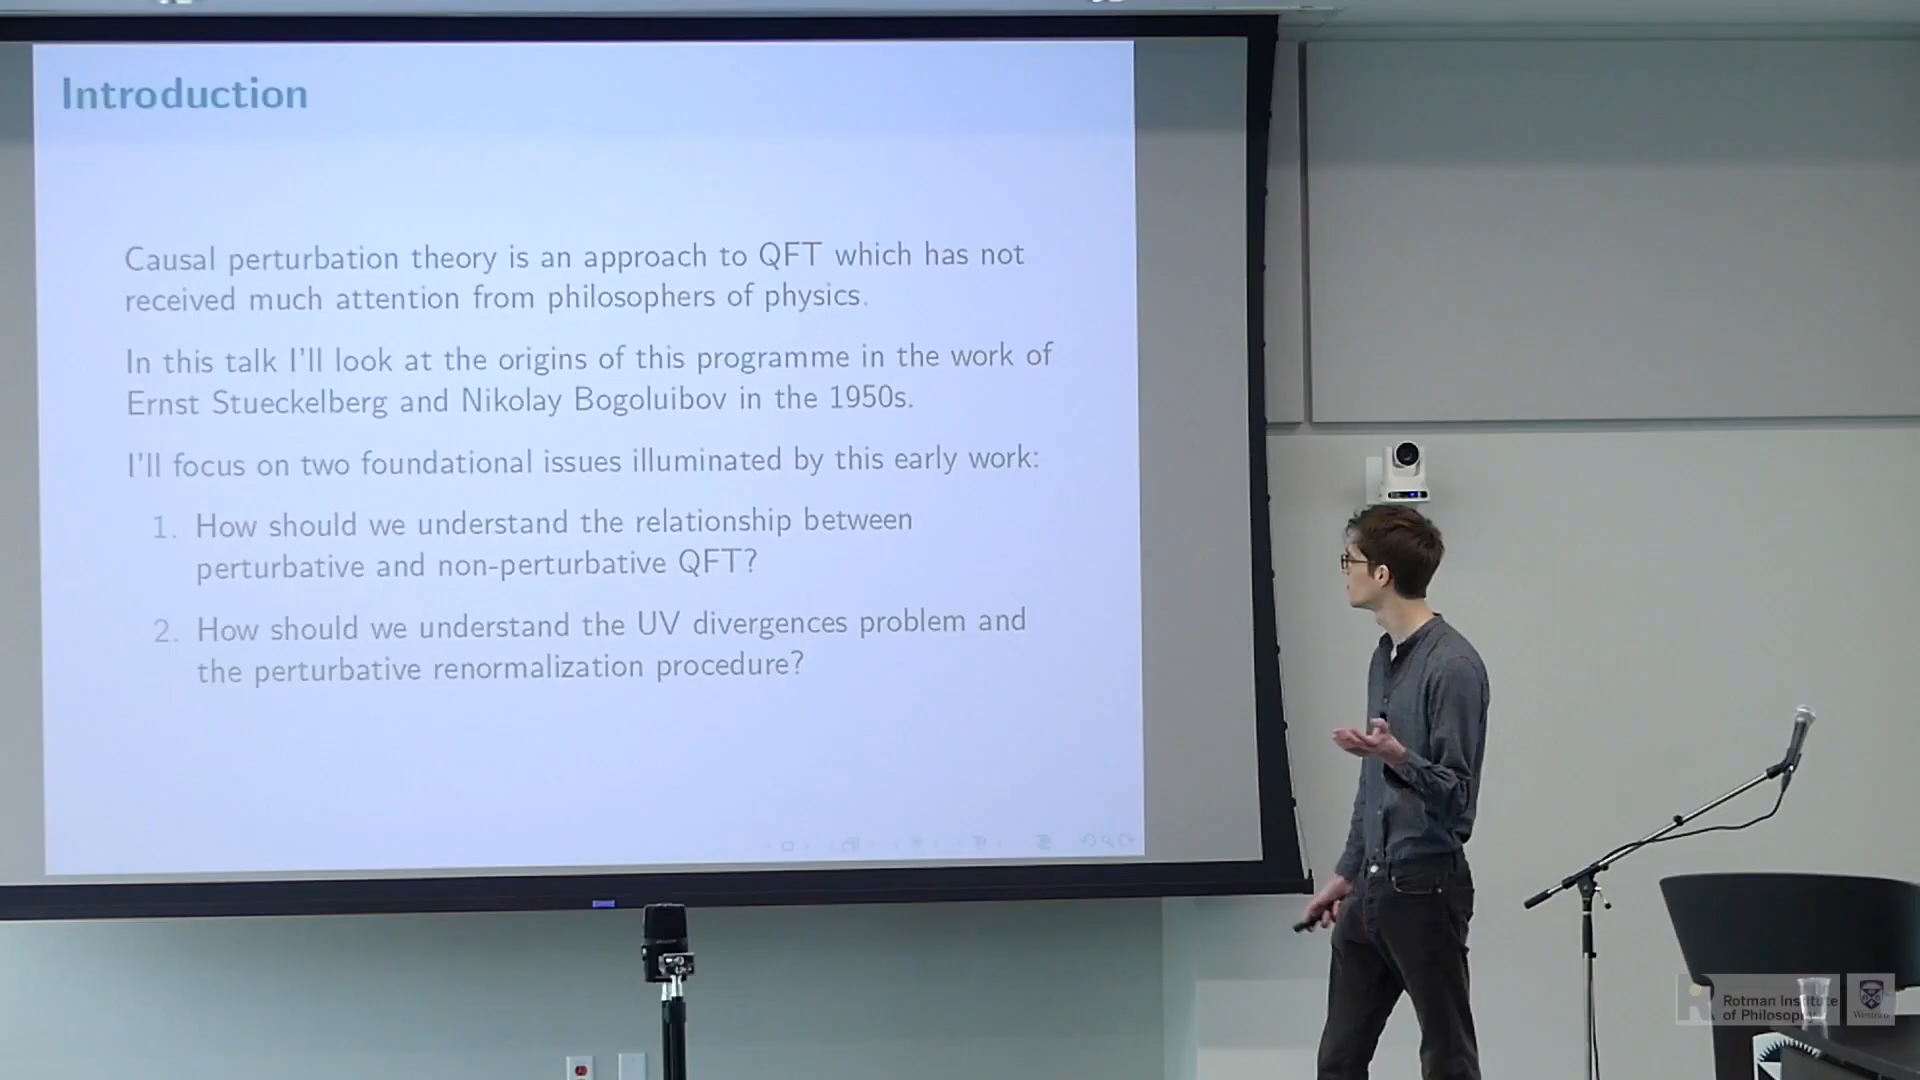 Introduction
Causal perturbation theory is an approach to QFT which has not
received much attention from philosophers of physics.
In this talk I'll look at the origins of this programme in the work of
Ernst Stueckelberg and Nikolay Bogoluibov in the 1950s.
I'll focus on two foundational issues illuminated by this early work:
1. How should we understand the relationship between
perturbative and non-perturbative QFT?
2. How should we understand the UV divergences problem and
the perturbative renormalization procedure?
Rotman Institute
of Philosophy
Western